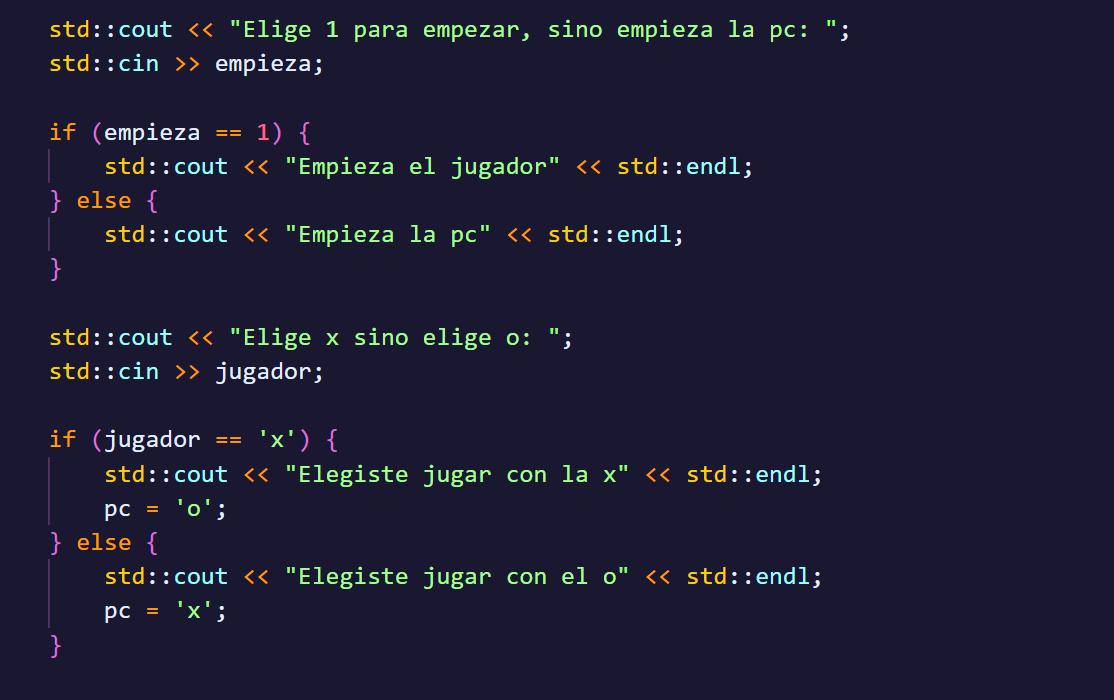 std::cout << "Elige 1 para empezar, sino empieza la pc: ";
std::cin >> empieza;

if (empieza == 1) {
    std::cout << "Empieza el jugador" << std::endl;
} else {
    std::cout << "Empieza la pc" << std::endl;
}

std::cout << "Elige x sino elige o: ";
std::cin >> jugador;

if (jugador == 'x') {
    std::cout << "Elegiste jugar con la x" << std::endl;
    pc = 'o';
} else {
    std::cout << "Elegiste jugar con el o" << std::endl;
    pc = 'x';
}